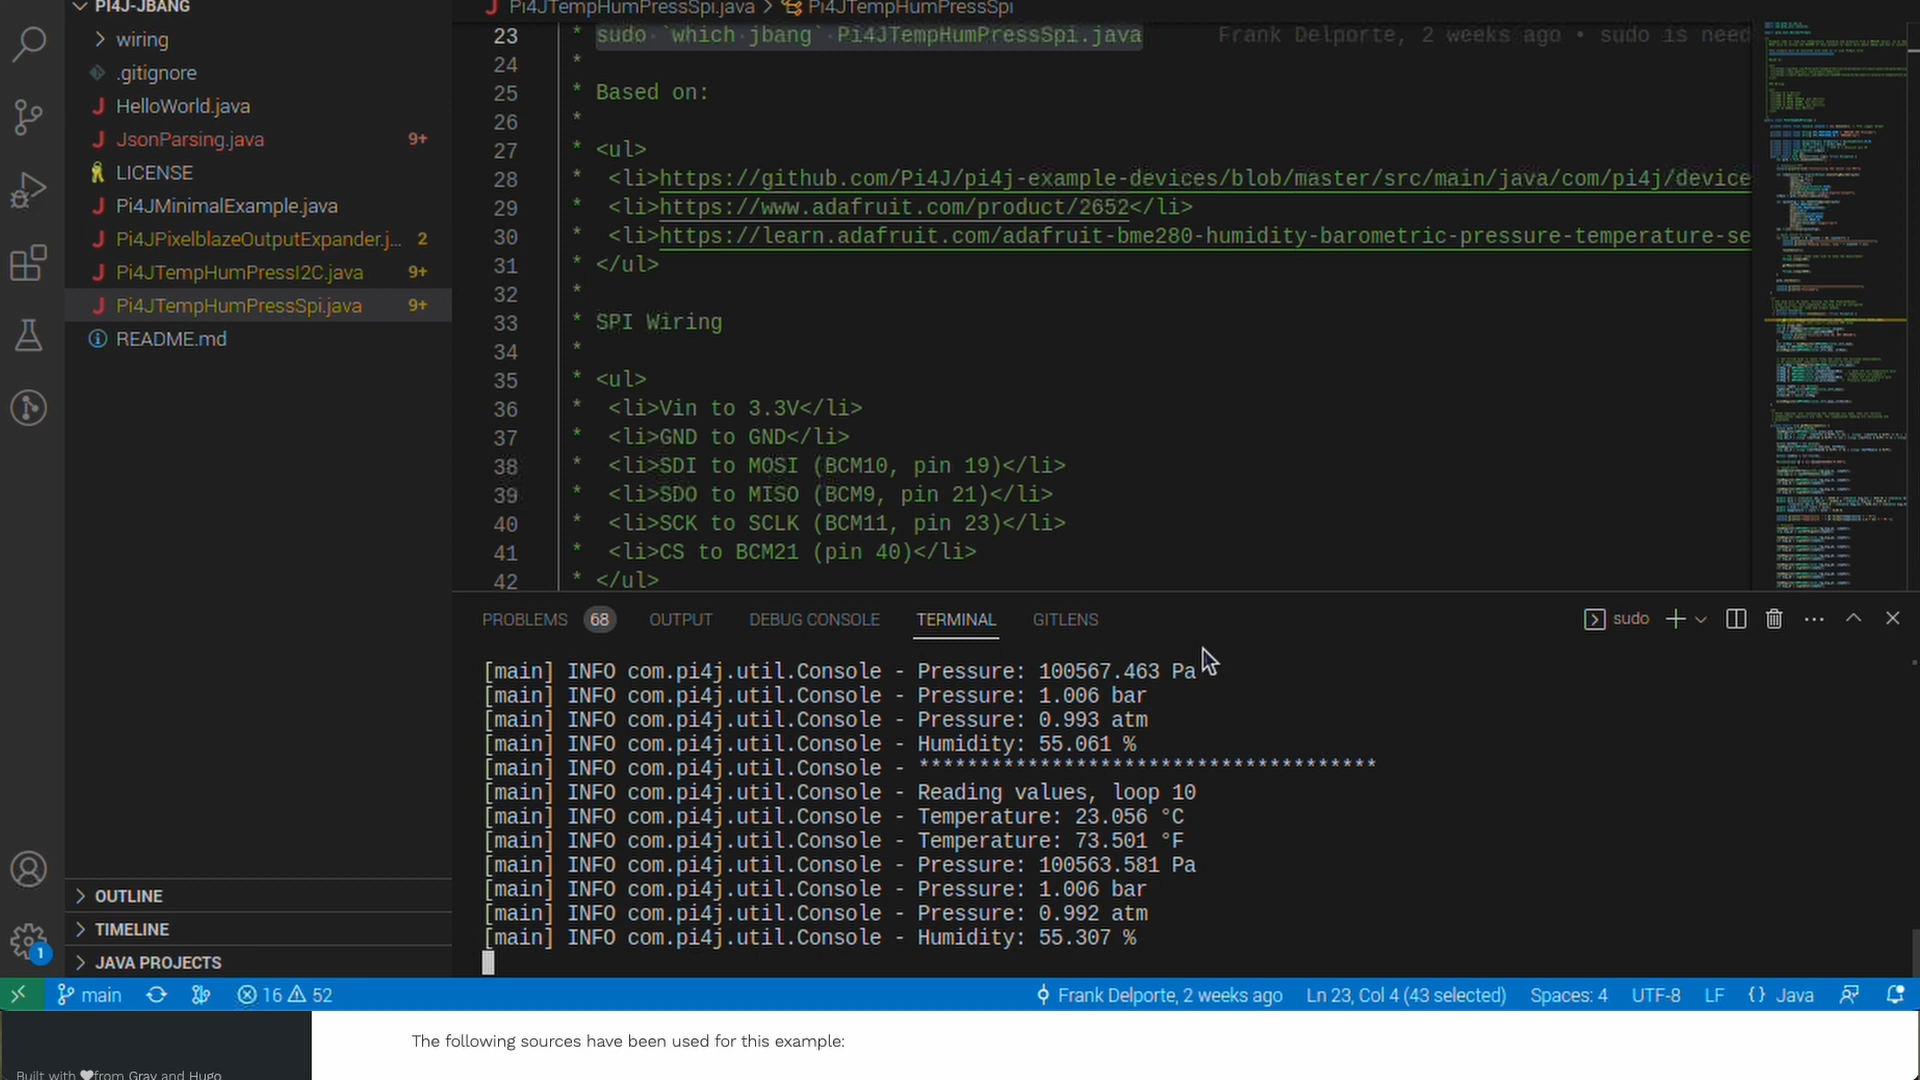 PI4J-JBANG
wiring
.gitignore
HelloWorld.java
JsonParsing.java 9+
LICENSE
Pi4JMinimalExample.java
Pi4JPixelblazeOutputExpander.j... 2
Pi4JTempHumPressI2C.java 9+
Pi4JTempHumPressSpi.java 9+
README.md
OUTLINE
TIMELINE
JAVA PROJECTS
Pi4JTempHumPressSpi.java > Pi4JTempHumPressSpi
23 * sudo `which jbang` Pi4JTempHumPressSpi.java Frank Delporte, 2 weeks ago • sudo is need
24 *
25 * Based on:
26 *
27 * <ul>
28 * <li>https://github.com/Pi4J/pi4j-example-devices/blob/master/src/main/java/com/pi4j/device
29 * <li>https://www.adafruit.com/product/2652</li>
30 * <li>https://learn.adafruit.com/adafruit-bme280-humidity-barometric-pressure-temperature-se
31 * </ul>
32 *
33 * SPI Wiring
34 *
35 * <ul>
36 * <li>Vin to 3.3V</li>
37 * <li>GND to GND</li>
38 * <li>SDI to MOSI (BCM10, pin 19)</li>
39 * <li>SDO to MISO (BCM9, pin 21)</li>
40 * <li>SCK to SCLK (BCM11, pin 23)</li>
41 * <li>CS to BCM21 (pin 40)</li>
42 * </ul>
PROBLEMS 68 OUTPUT DEBUG CONSOLE TERMINAL GITLENS sudo
[main] INFO com.pi4j.util.Console - Pressure: 100567.463 Pa
[main] INFO com.pi4j.util.Console - Pressure: 1.006 bar
[main] INFO com.pi4j.util.Console - Pressure: 0.993 atm
[main] INFO com.pi4j.util.Console - Humidity: 55.061 %
[main] INFO com.pi4j.util.Console - **************************************
[main] INFO com.pi4j.util.Console - Reading values, loop 10
[main] INFO com.pi4j.util.Console - Temperature: 23.056 °C
[main] INFO com.pi4j.util.Console - Temperature: 73.501 °F
[main] INFO com.pi4j.util.Console - Pressure: 100563.581 Pa
[main] INFO com.pi4j.util.Console - Pressure: 1.006 bar
[main] INFO com.pi4j.util.Console - Pressure: 0.992 atm
[main] INFO com.pi4j.util.Console - Humidity: 55.307 %
1
main 16 52 Frank Delporte, 2 weeks ago Ln 23, Col 4 (43 selected) Spaces: 4 UTF-8 LF {} Java
The following sources have been used for this example:
Built with ❤ from Grav and Hugo